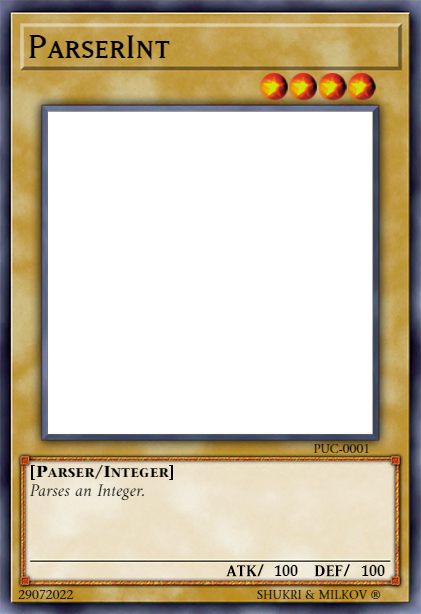 ParserInt
PUC-0001
[Parser/Integer]
Parses an Integer.
ATK/ 100 DEF/ 100
29072022 SHUKRI & MILKOV ®